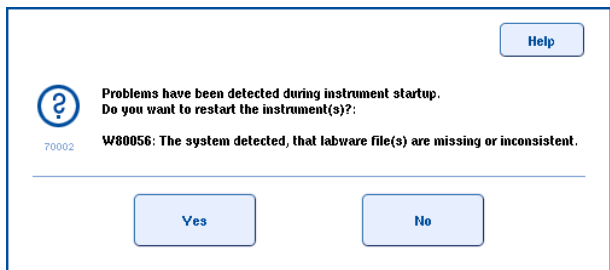 Help
Problems have been detected during instrument startup.
Do you want to restart the instrument(s)?:
70002
W80056: The system detected, that labware file(s) are missing or inconsistent.
Yes
No